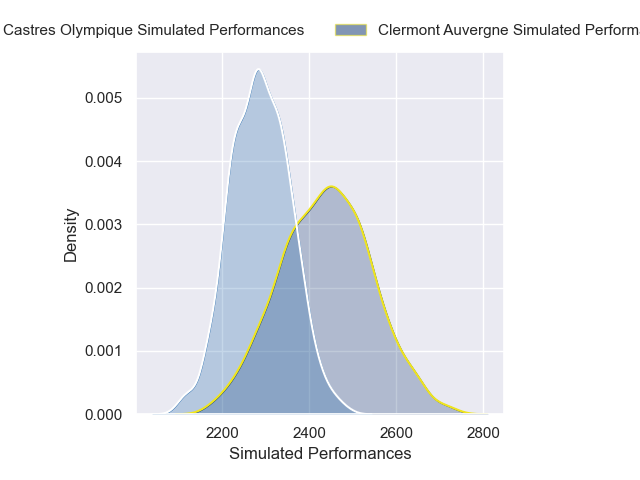 Castres Olympique Simulated Performances
Clermont Auvergne Simulated Perform
0.005
0.004
0.003
0.002
0.001
0.000
Density
2200 2400 2600 2800
Simulated Performances